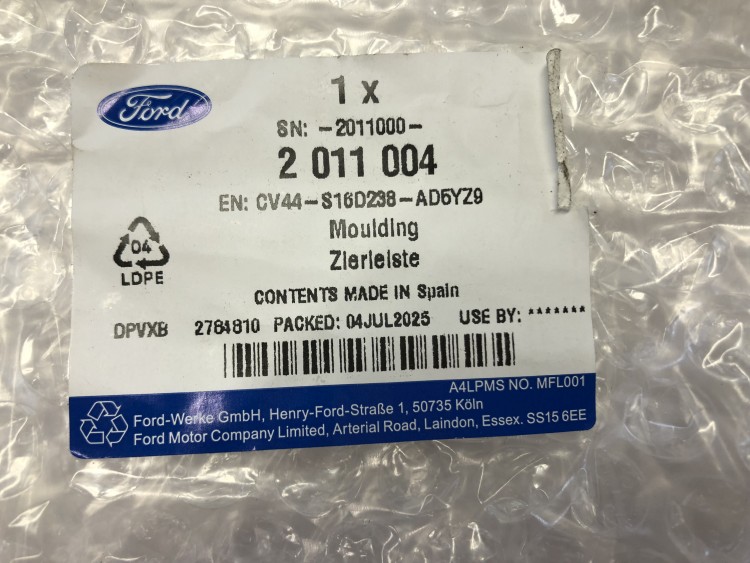 Ford
1 x
SN: -2011000-
2 011 004
EN: CV44-S16D238-AD5YZ9
Moulding
Zierleiste
04
LDPE
CONTENTS MADE IN Spain
DPVXB 2784810 PACKED: 04JUL2025 USE BY: *******
A4LPMS NO. MFL001
Ford-Werke GmbH, Henry-Ford-Straße 1, 50735 Köln
Ford Motor Company Limited, Arterial Road, Laindon, Essex. SS15 6EE